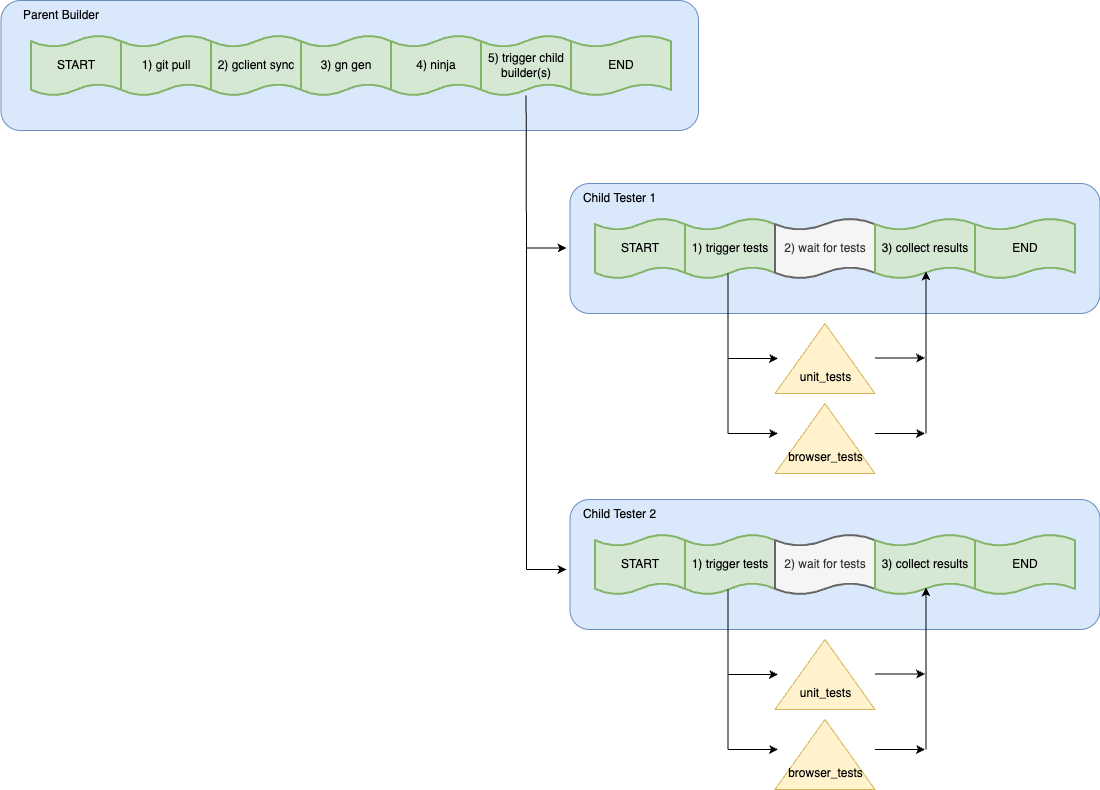 Parent Builder
START
1) git pull
2) gclient sync
3) gn gen
4) ninja
5) trigger child
builder(s)
END
Child Tester 1
START
1) trigger tests
2) wait for tests
3) collect results
END
unit_tests
browser_tests
Child Tester 2
START
1) trigger tests
2) wait for tests
3) collect results
END
unit_tests
browser_tests